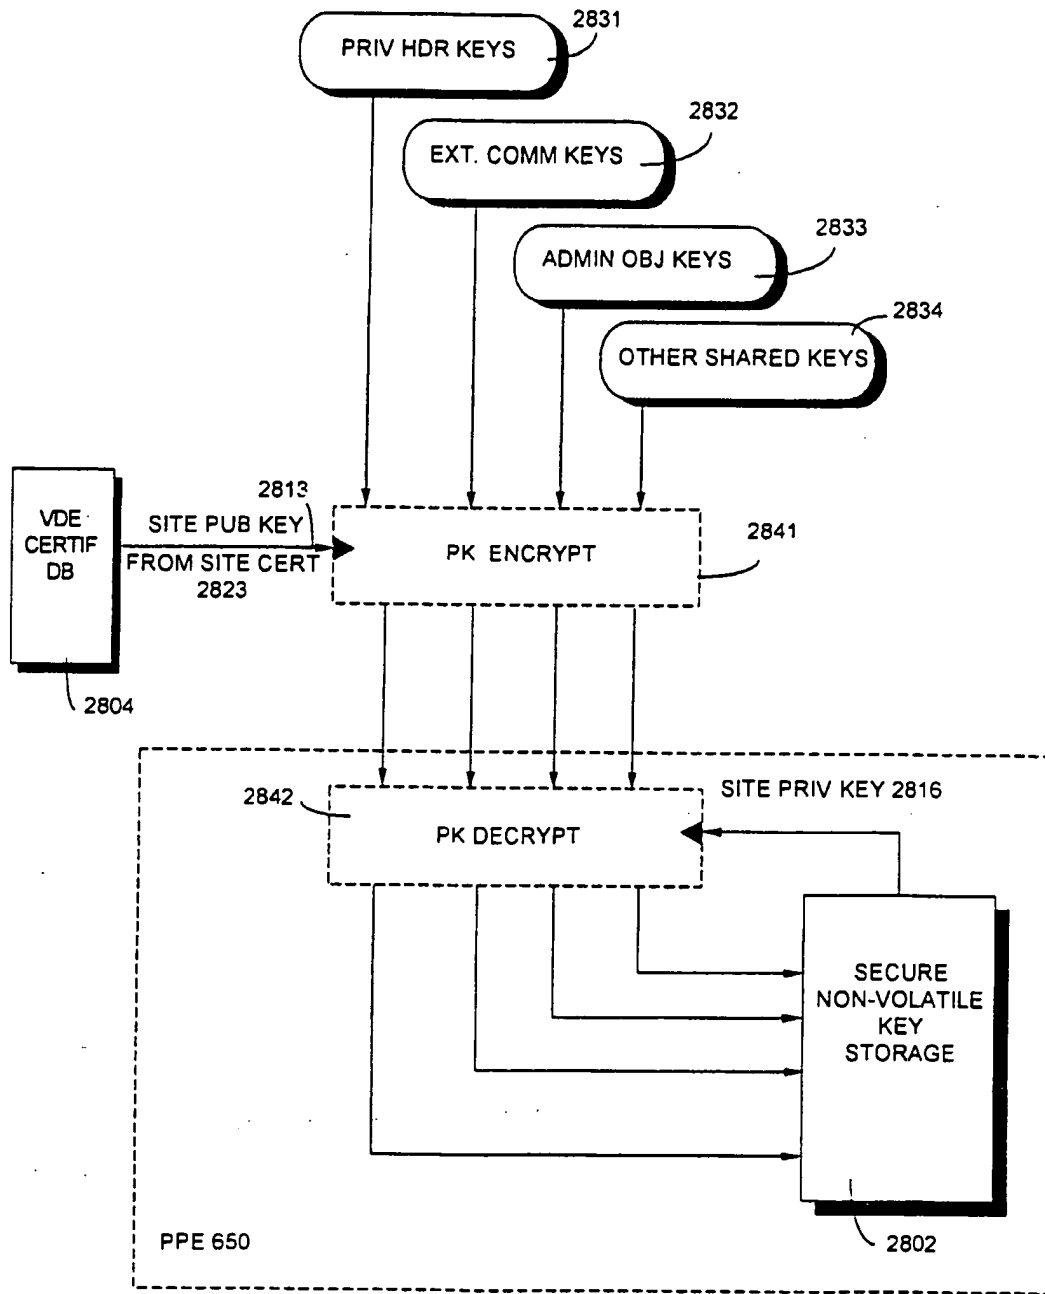 2831
PRIV HDR KEYS
2832
EXT. COMM KEYS
2833
ADMIN OBJ KEYS
2834
OTHER SHARED KEYS
VDE
CERTIF
DB
2804
2813
SITE PUB KEY
FROM SITE CERT
2823
PK ENCRYPT
2841
2842
PK DECRYPT
SITE PRIV KEY 2816
SECURE
NON-VOLATILE
KEY
STORAGE
2802
PPE 650